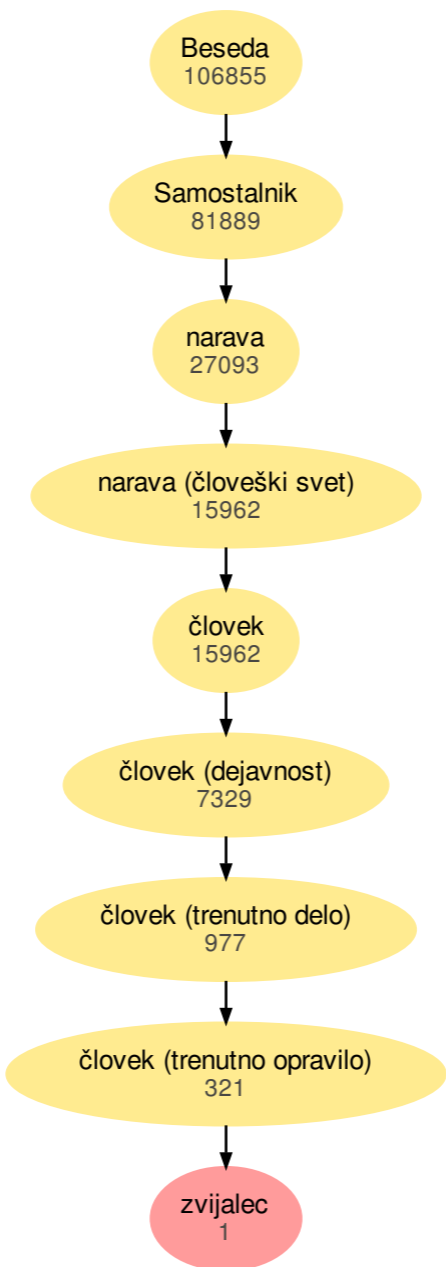 Beseda
106855
Samostalnik
81889
narava
27093
narava (človeški svet)
15962
človek
15962
človek (dejavnost)
7329
človek (trenutno delo)
977
človek (trenutno opravilo)
321
zvijalec
1